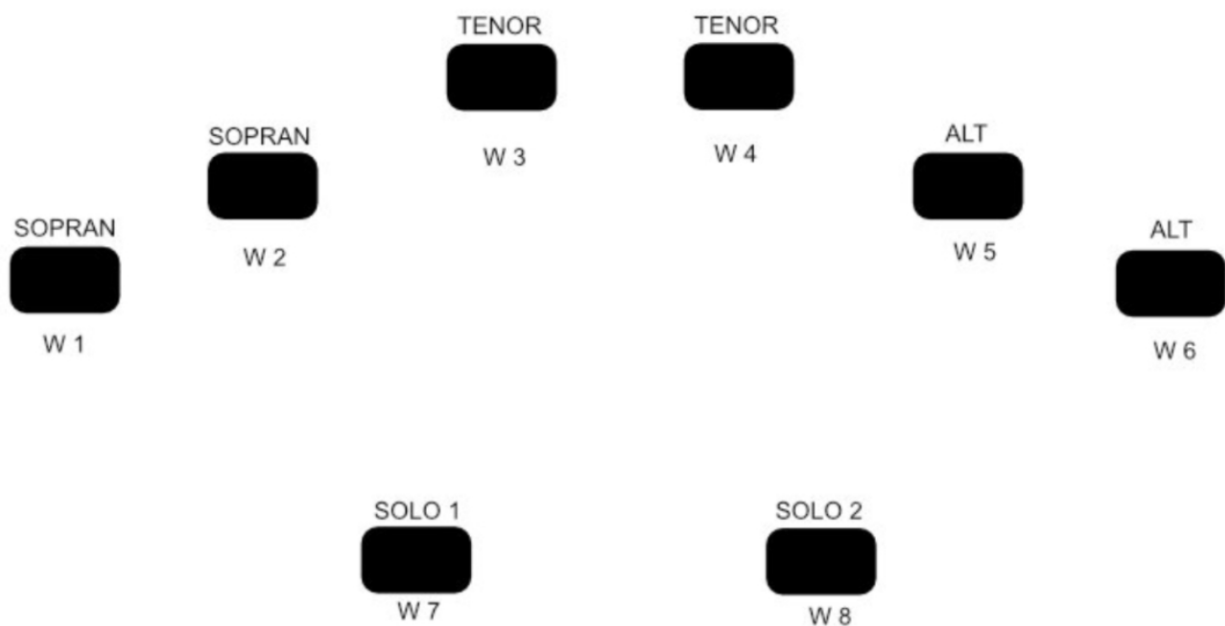 TENOR
TENOR
W 3
W 4
SOPRAN
ALT
W 2
W 5
SOPRAN
ALT
W 1
W 6
SOLO 1
SOLO 2
W 7
W 8